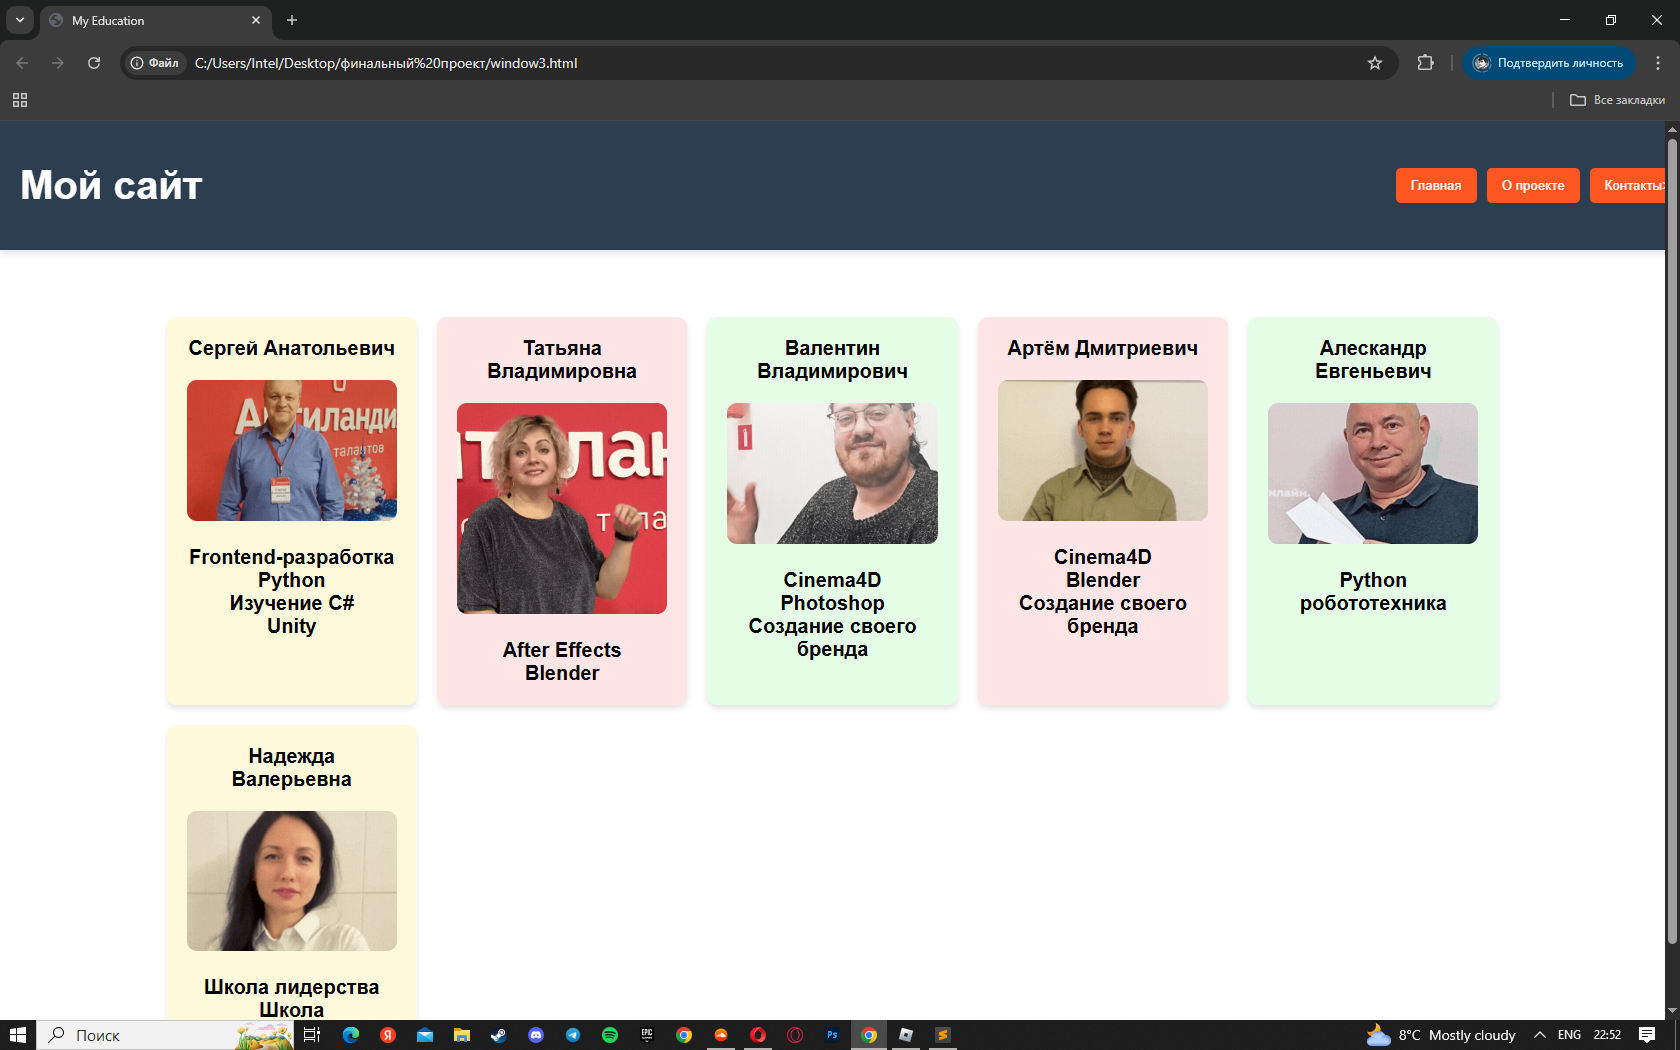 My Education
Файл
C:/Users/Intel/Desktop/финальный%20проект/window3.html
Подтвердить личность
Все закладки
Мой сайт
Главная
О проекте
Контакты
Сергей Анатольевич
Frontend-разработка
Python
Изучение C#
Unity
Татьяна
Владимировна
After Effects
Blender
Валентин
Владимирович
Cinema4D
Photoshop
Создание своего
бренда
Артём Дмитриевич
Cinema4D
Blender
Создание своего
бренда
Алескандр
Евгеньевич
Python
робототехника
Надежда
Валерьевна
Школа лидерства
Школа
Поиск
EPIC
Ps
8°C Mostly cloudy
ENG
22:52